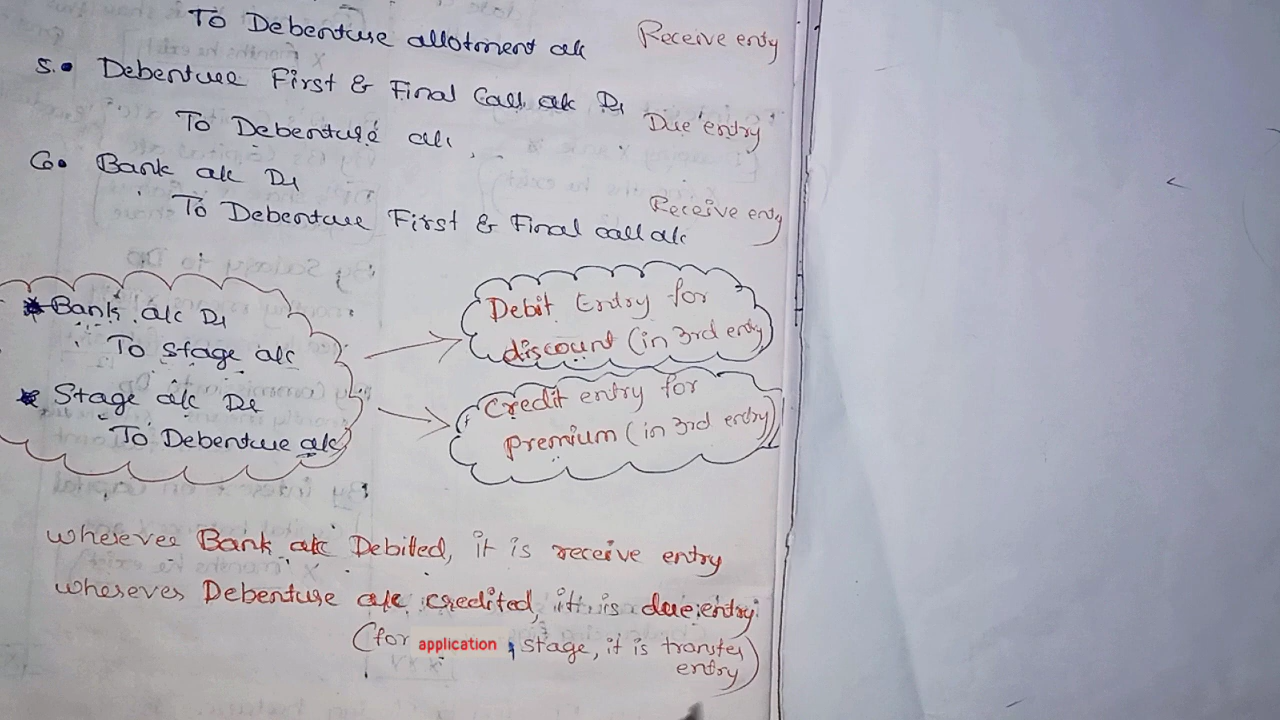 To Debenture allotment a/c Receive entry
5. Debenture First & Final Call a/c Dr
To Debenture a/c Due entry
6. Bank a/c Dr
To Debenture First & Final call a/c Receive entry
* Bank a/c Dr
To stage a/c
* Stage a/c Dr
To Debenture a/c
Debit Entry for
discount (in 3rd entry)
Credit entry for
premium (in 3rd entry)
wherever Bank a/c Debited, it is receive entry
wherever Debenture a/c credited, it is due entry
(for application stage, it is transfer
entry)